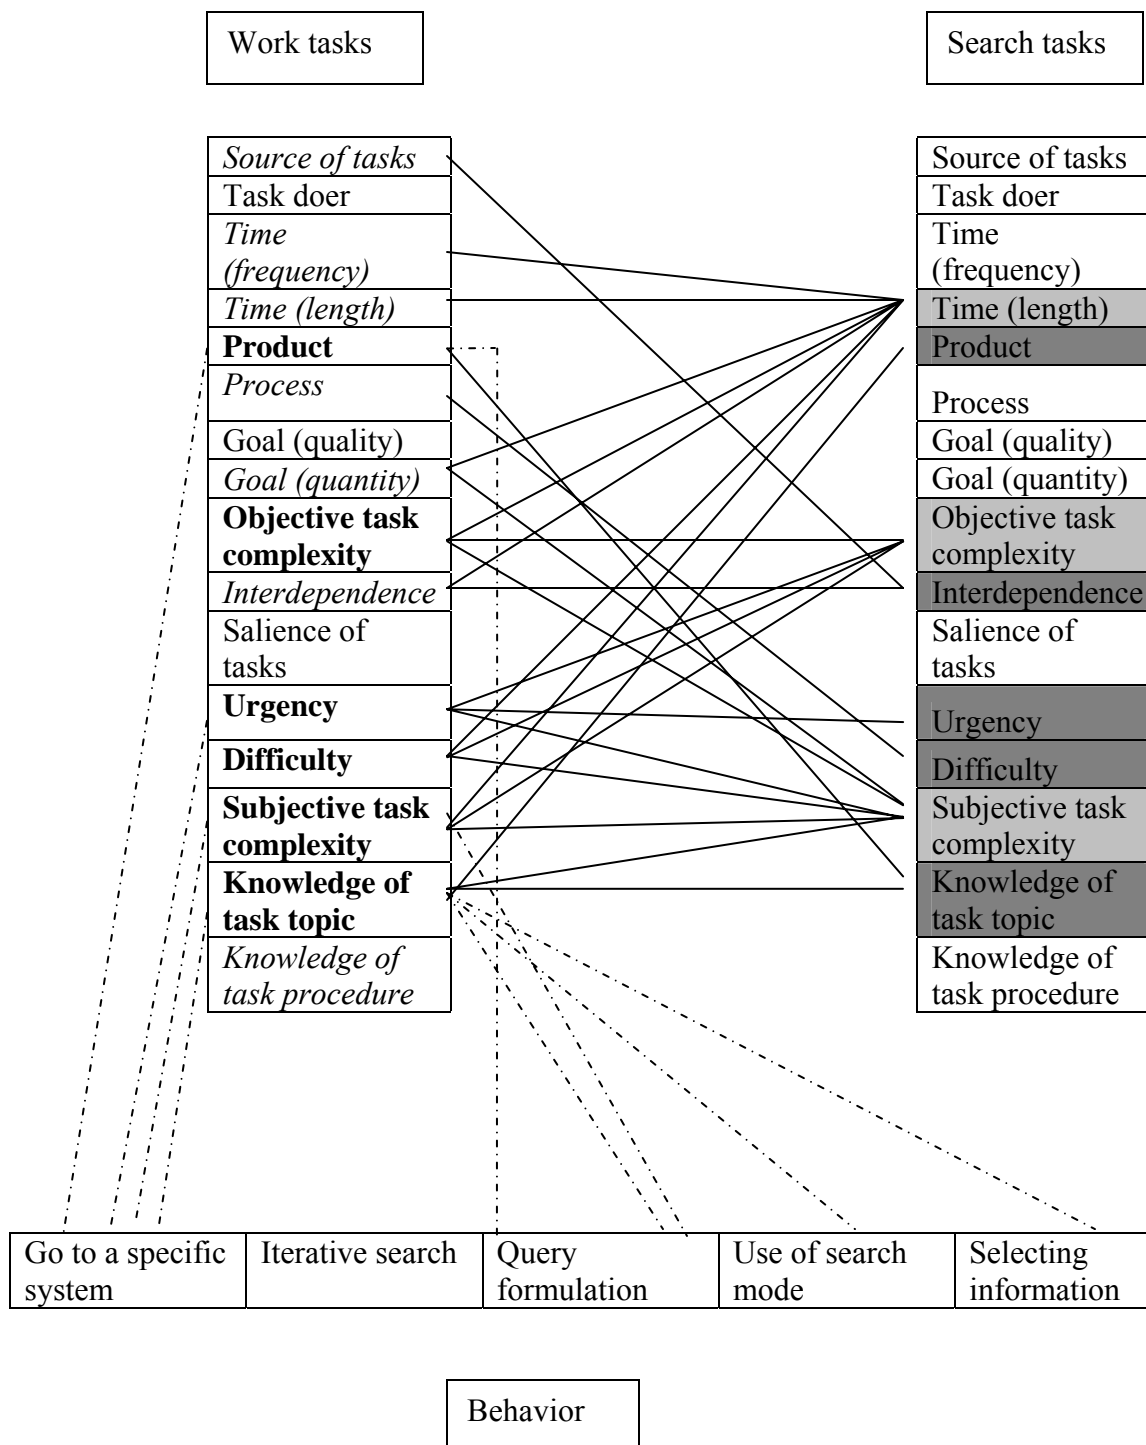 Work tasks
Search tasks
Source of tasks
Task doer
Time
(frequency)
Time (length)
Product
Process
Goal (quality)
Goal (quantity)
Objective task
complexity
Interdependence
Salience of
tasks
Urgency
Difficulty
Subjective task
complexity
Knowledge of
task topic
Knowledge of
task procedure
Source of tasks
Task doer
Time
(frequency)
Time (length)
Product
Process
Goal (quality)
Goal (quantity)
Objective task
complexity
Interdependence
Salience of
tasks
Urgency
Difficulty
Subjective task
complexity
Knowledge of
task topic
Knowledge of
task procedure
Go to a specific
system
Iterative search
Query
formulation
Use of search
mode
Selecting
information
Behavior